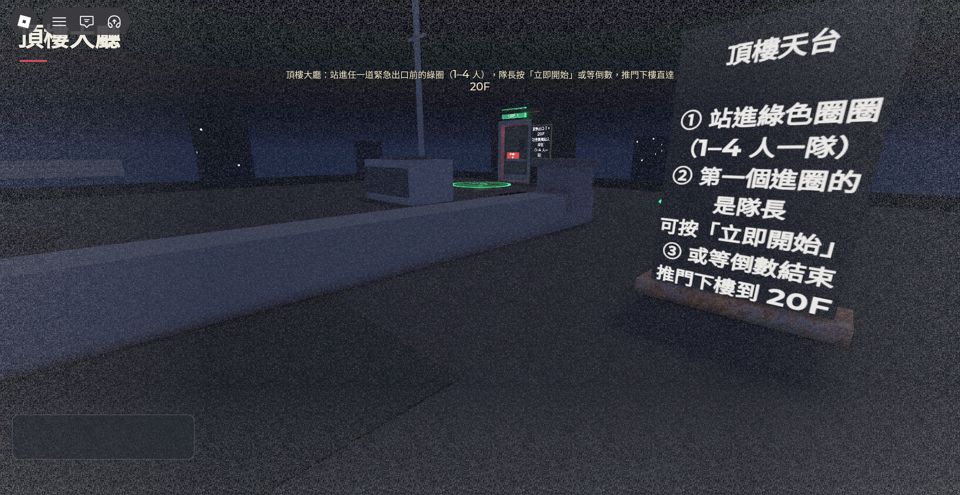 頂樓大廳
頂樓大廳：站進任一道緊急出口前的綠圈（1–4 人），隊長按「立即開始」或等倒數，推門下樓直達
20F
頂樓天台
① 站進綠色圈圈
（1–4 人一隊）
② 第一個進圈的
是隊長
可按「立即開始」
③ 或等倒數結束
推門下樓到 20F